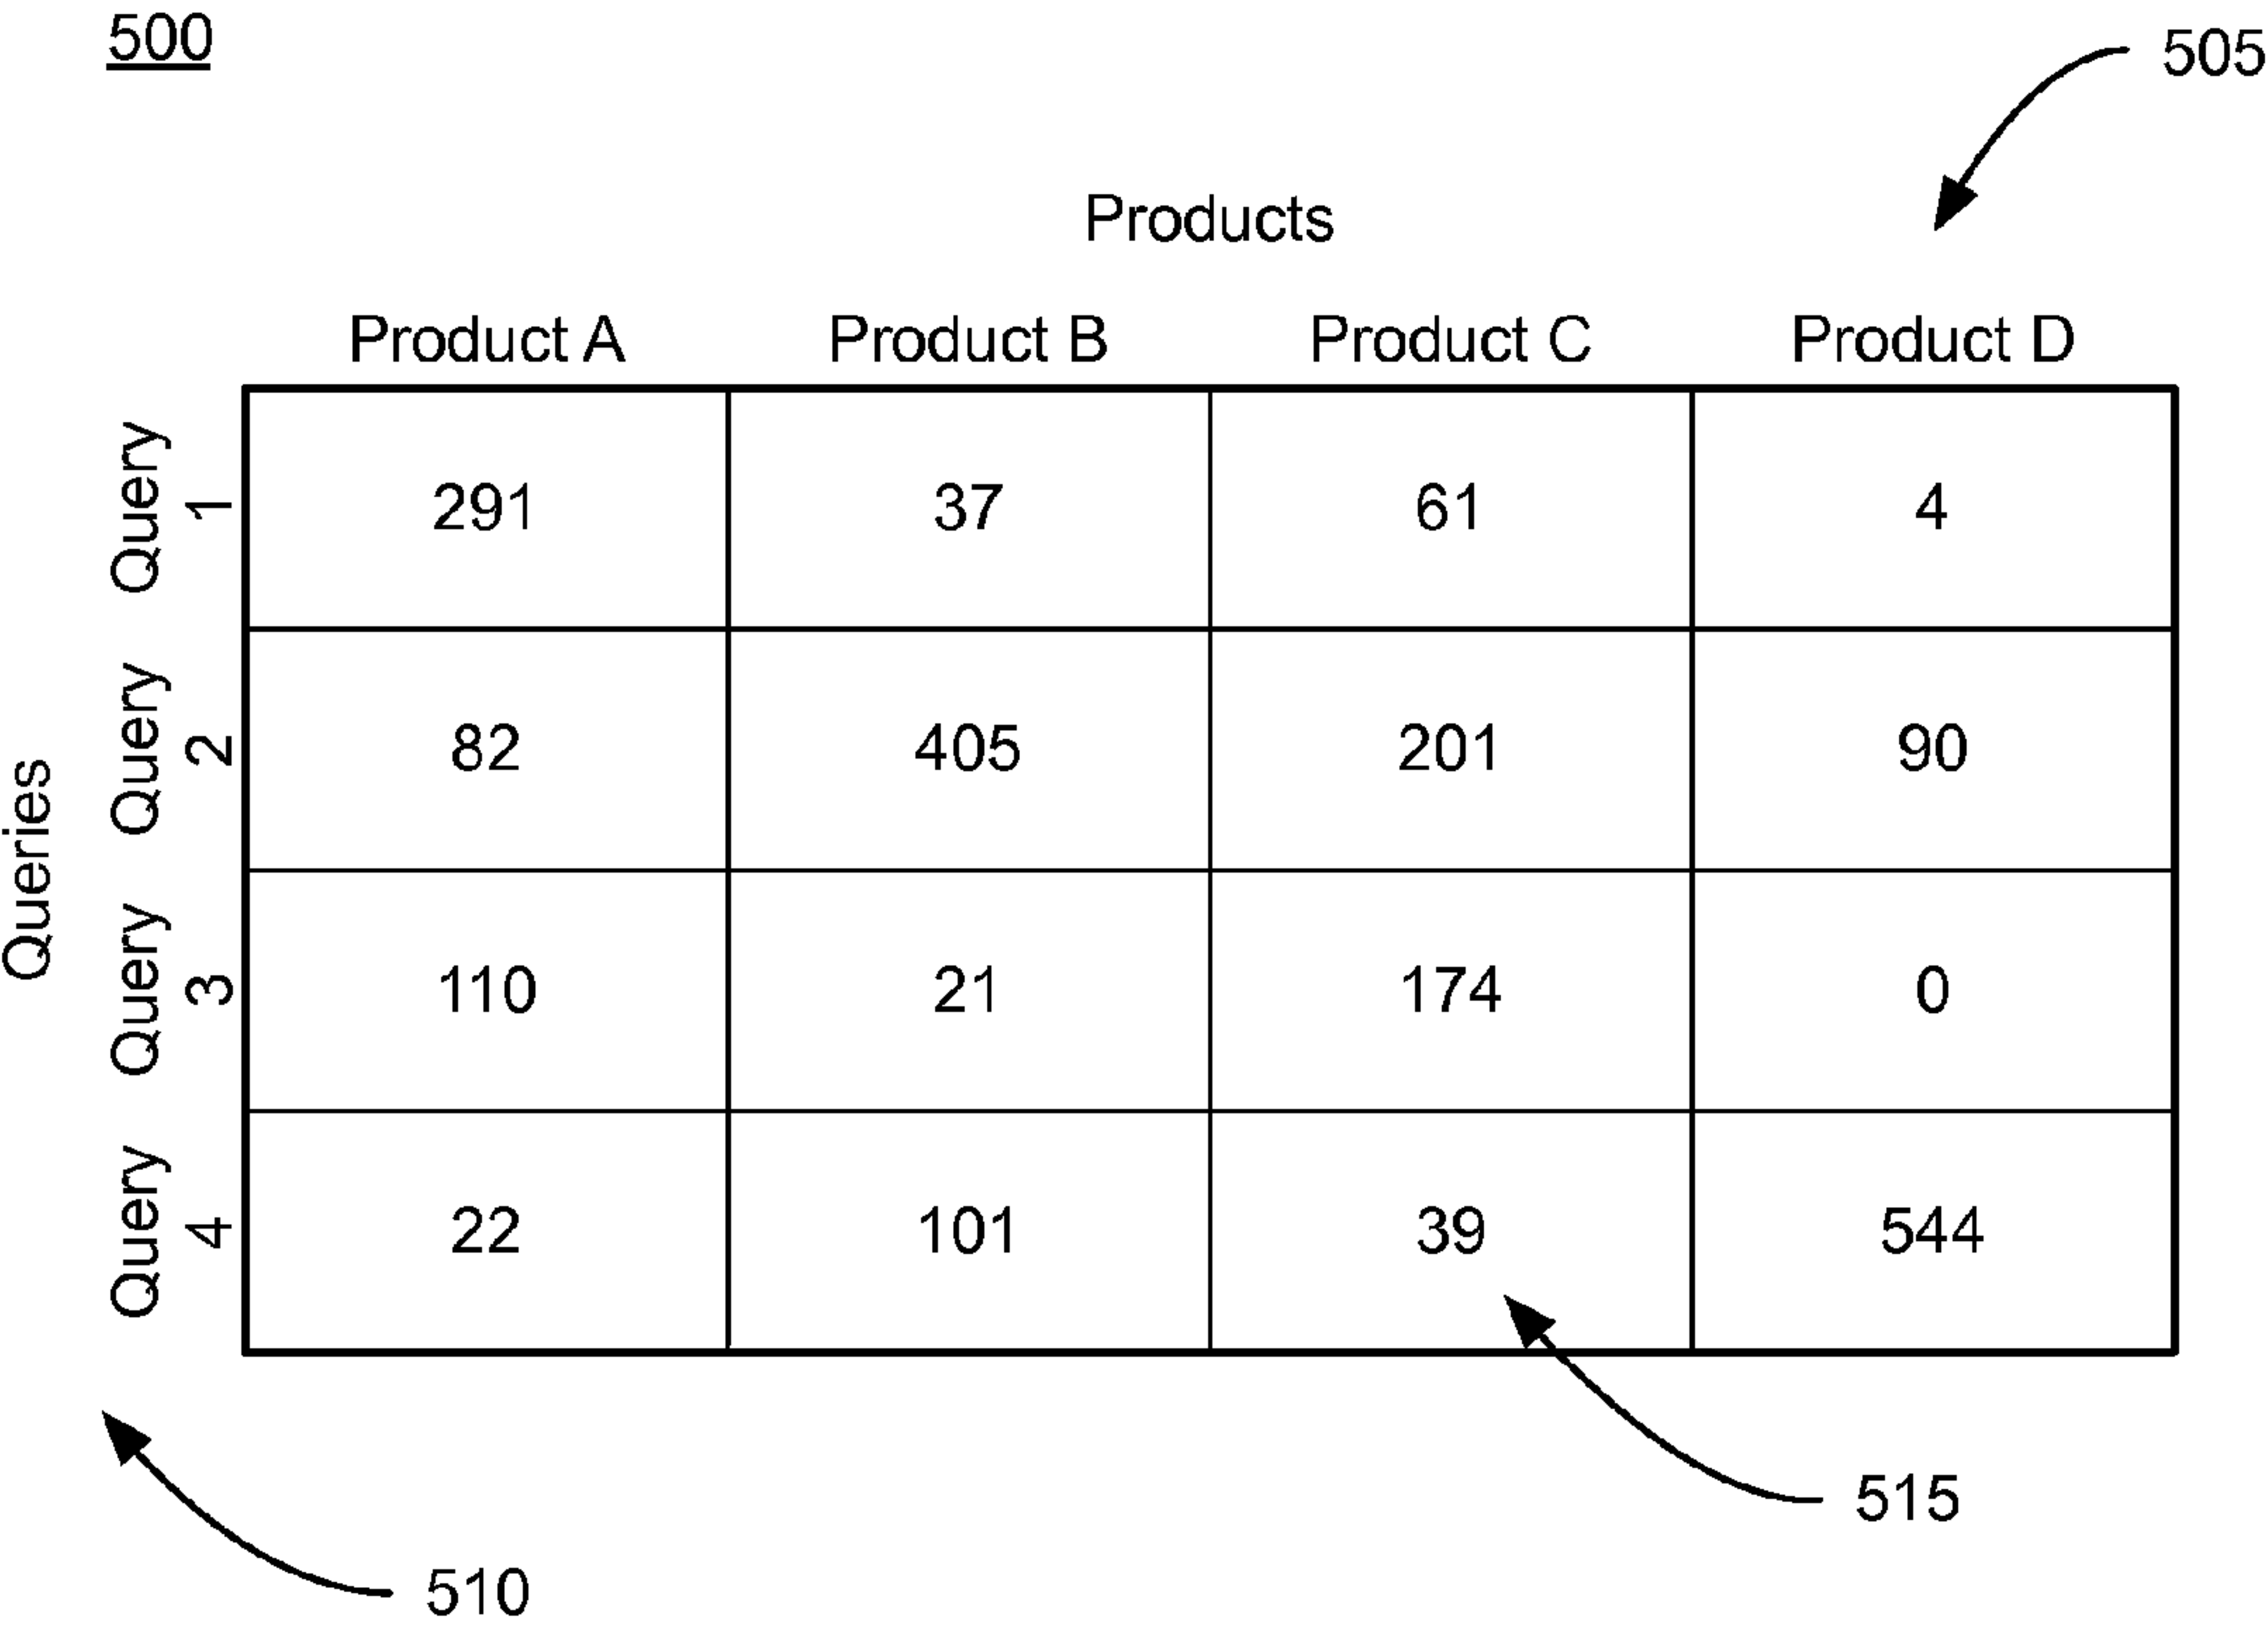 500
505
Products
Product A Product B Product C Product D
Queries
Query 1 291 37 61 4
Query 2 82 405 201 90
Query 3 110 21 174 0
Query 4 22 101 39 544
515
510